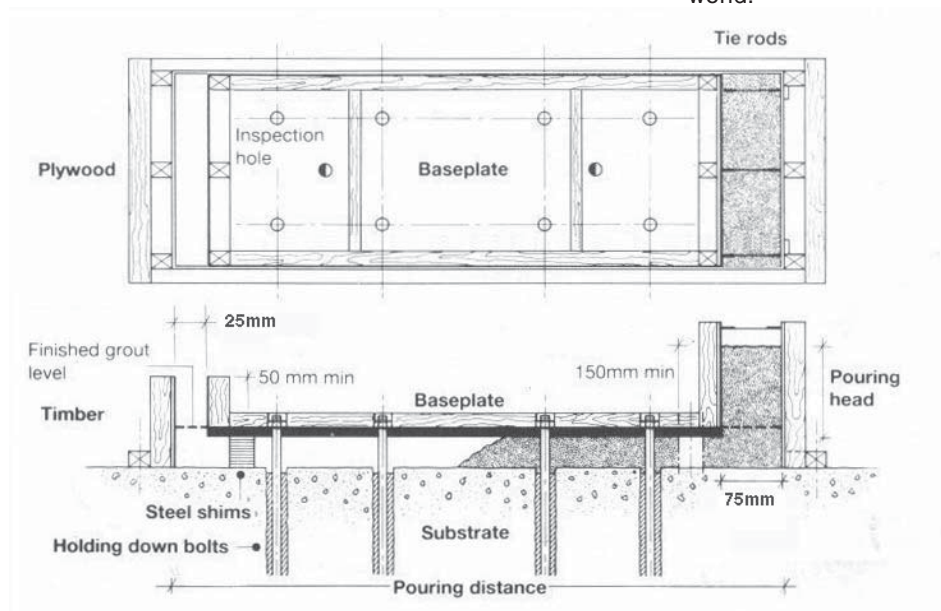 Tie rods
Inspection
hole
Plywood
Baseplate
25mm
Finished grout
level
50 mm min
150mm min
Baseplate
Pouring
head
Timber
75mm
Steel shims
Substrate
Holding down bolts
Pouring distance